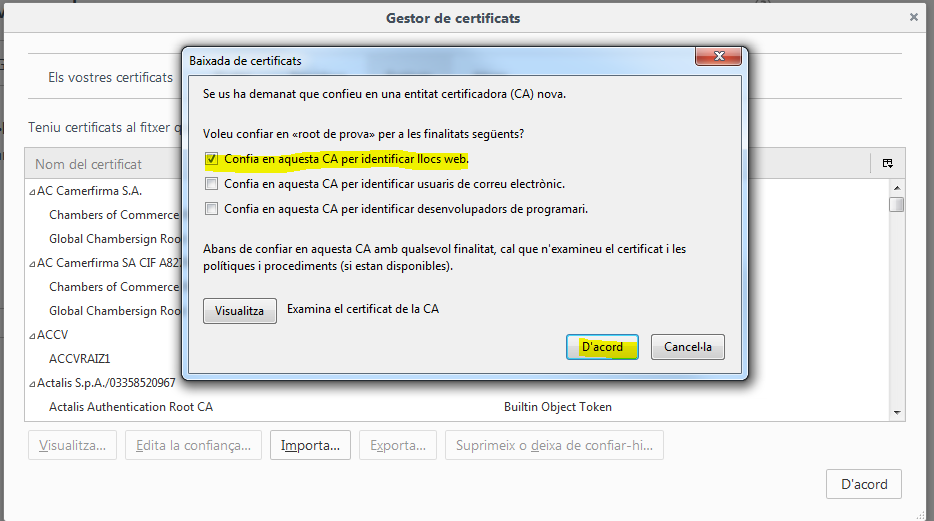 Gestor de certificats
Baixada de certificats
Els vostres certificats
Se us ha demanat que confieu en una entitat certificadora (CA) nova.
Teniu certificats al fitxer q
Voleu confiar en «root de prova» per a les finalitats següents?
Confia en aquesta CA per identificar llocs web.
Confia en aquesta CA per identificar usuaris de correu electrònic.
Confia en aquesta CA per identificar desenvolupadors de programari.
Abans de confiar en aquesta CA amb qualsevol finalitat, cal que n'examineu el certificat i les
polítiques i procediments (si estan disponibles).
Visualitza
Examina el certificat de la CA
D'acord
Cancel·la
Nom del certificat
AC Camerfirma S.A.
Chambers of Commerce
Global Chambersign Roo
AC Camerfirma SA CIF A827
Chambers of Commerce
Global Chambersign Roo
ACCV
ACCVRAIZ1
Actalis S.p.A./03358520967
Actalis Authentication Root CA
Builtin Object Token
Visualitza...
Edita la confiança...
Importa...
Exporta...
Suprimeix o deixa de confiar-hi...
D'acord